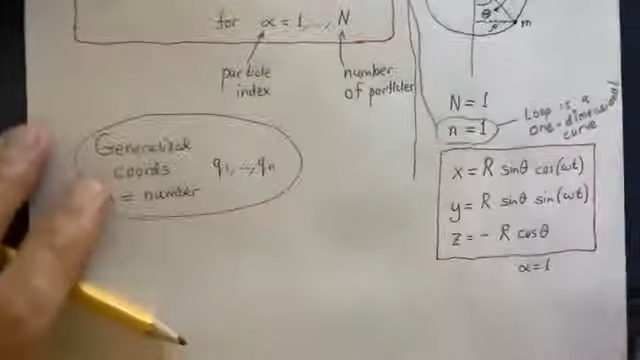 for α = 1, ..., N
particle
index
number
of particles
Generalized
coords q₁, ..., qₙ
n = number
θ
m
N = 1
n = 1
Loop is a
one-dimensional
curve
x = R sinθ cos(ωt)
y = R sinθ sin(ωt)
z = - R cosθ
α = 1